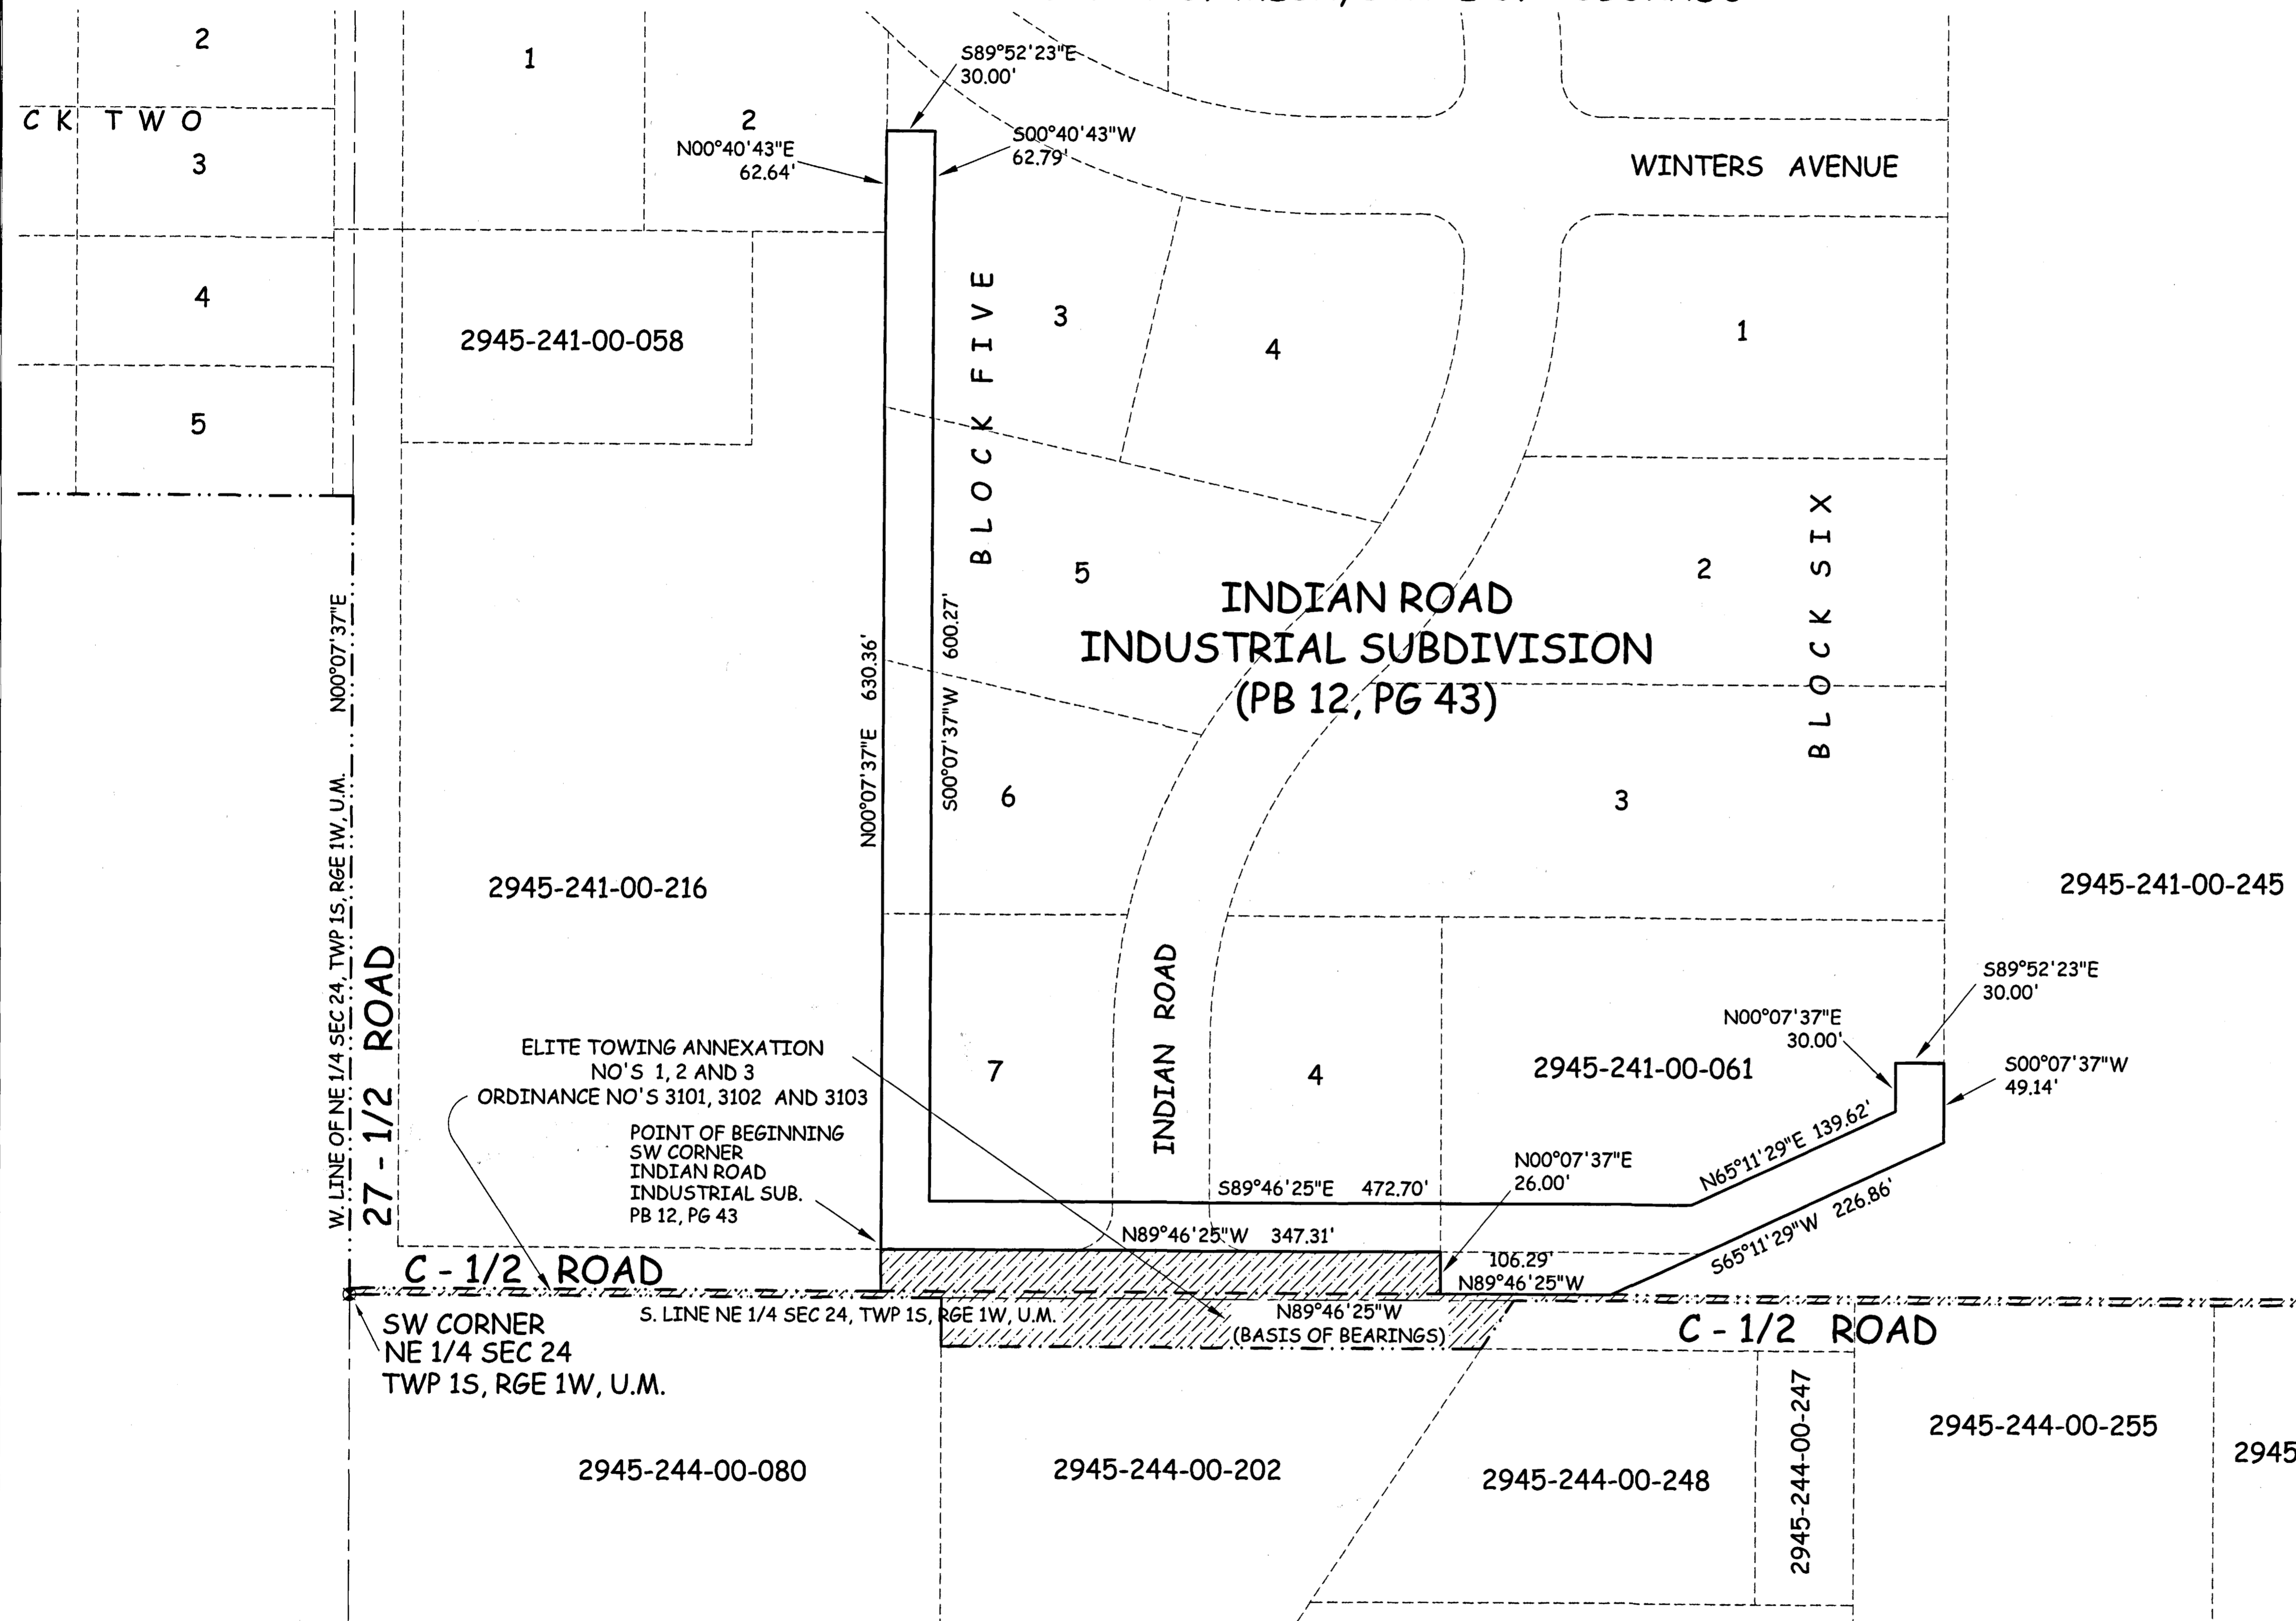 2
1
S89°52'23"E
30.00'
CK TWO
2
3
N00°40'43"E
62.64'
S00°40'43"W
62.79'
WINTERS AVENUE
4
2945-241-00-058
BLOCK FIVE
3
4
1
5
N00°07'37"E
5
2
BLOCK SIX
INDIAN ROAD
INDUSTRIAL SUBDIVISION
(PB 12, PG 43)
N00°07'37"E 630.36'
S00°07'37"W 600.27'
6
3
W. LINE OF NE 1/4 SEC 24, TWP 1S, RGE 1W, U.M.
27 - 1/2 ROAD
2945-241-00-216
2945-241-00-245
INDIAN ROAD
S89°52'23"E
30.00'
N00°07'37"E
30.00'
S00°07'37"W
49.14'
ELITE TOWING ANNEXATION
NO'S 1, 2 AND 3
ORDINANCE NO'S 3101, 3102 AND 3103
7
4
2945-241-00-061
POINT OF BEGINNING
SW CORNER
INDIAN ROAD
INDUSTRIAL SUB.
PB 12, PG 43
N65°11'29"E 139.62'
N00°07'37"E
26.00'
S89°46'25"E 472.70'
N89°46'25"W 347.31'
S65°11'29"W 226.86'
106.29'
N89°46'25"W
C - 1/2 ROAD
S. LINE NE 1/4 SEC 24, TWP 1S, RGE 1W, U.M.
N89°46'25"W
(BASIS OF BEARINGS)
C - 1/2 ROAD
SW CORNER
NE 1/4 SEC 24
TWP 1S, RGE 1W, U.M.
2945-244-00-080
2945-244-00-202
2945-244-00-248
2945-244-00-247
2945-244-00-255
2945